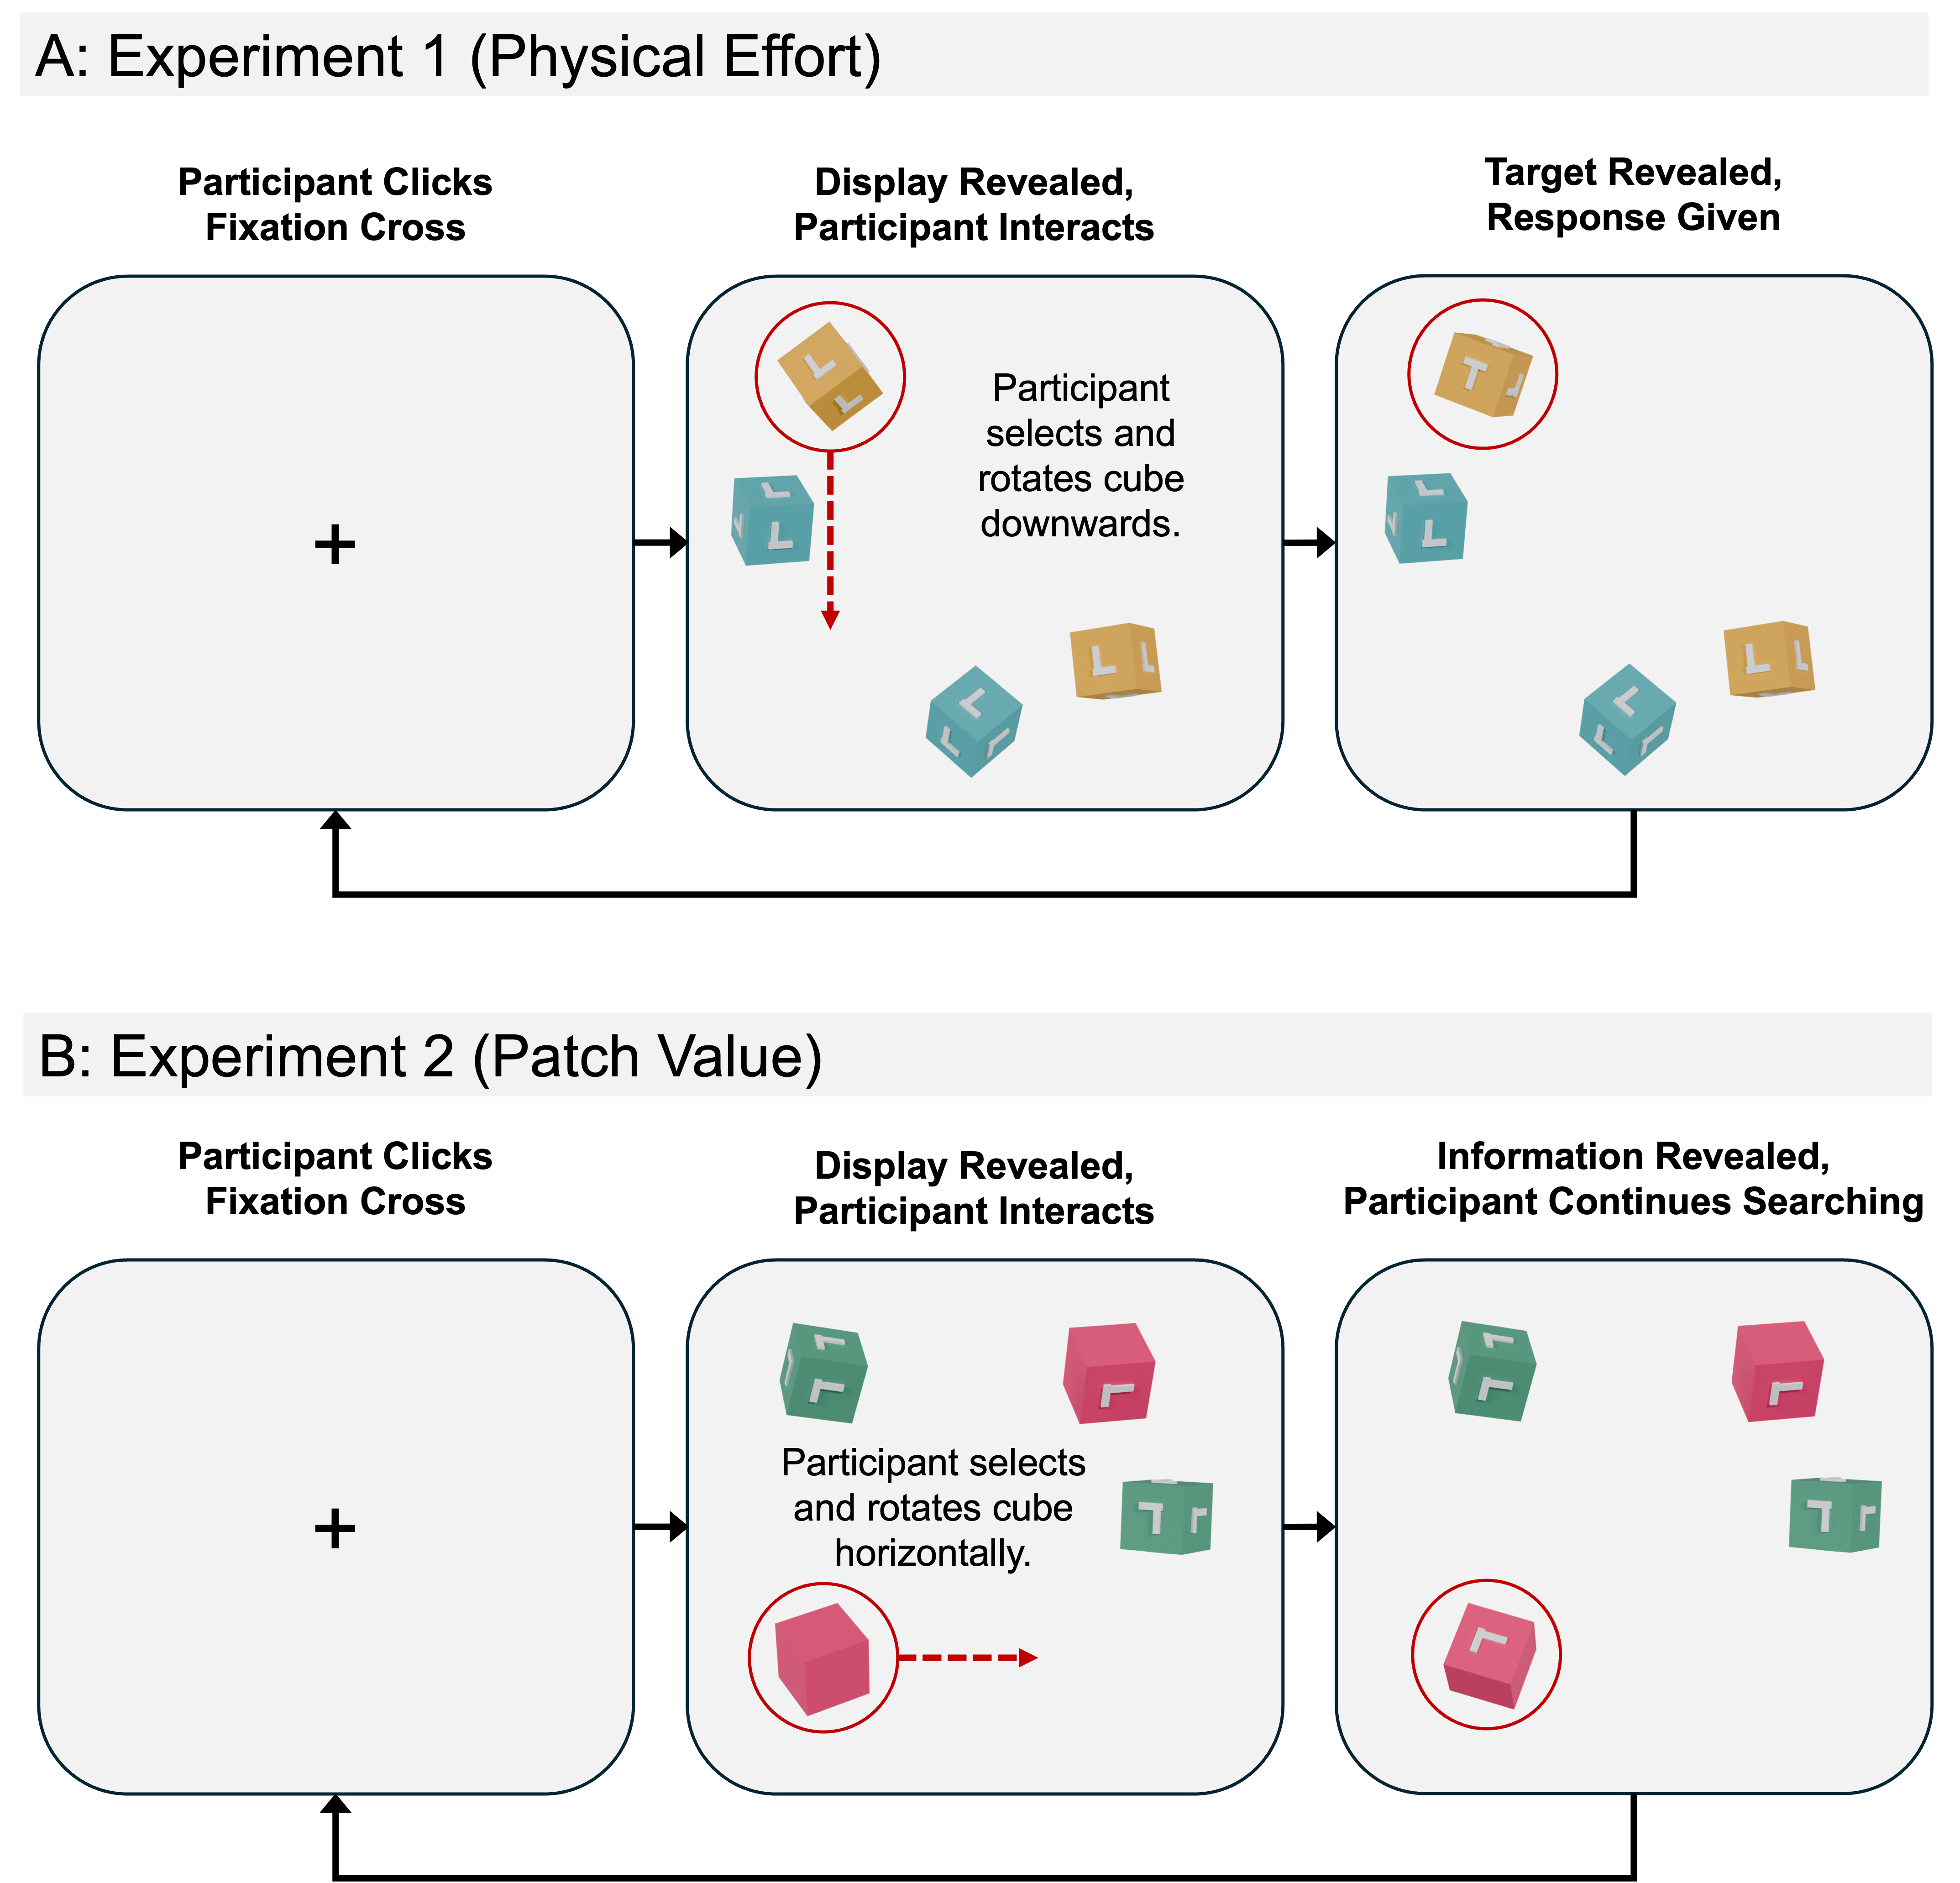 A: Experiment 1 (Physical Effort)
Participant Clicks
Fixation Cross
Display Revealed,
Participant Interacts
Target Revealed,
Response Given
+
L
L
Participant
selects and
rotates cube
downwards.
L
L
L
L
L
L
L
L
T
L
L
L
L
L
L
L
L
L
B: Experiment 2 (Patch Value)
Participant Clicks
Fixation Cross
Display Revealed,
Participant Interacts
Information Revealed,
Participant Continues Searching
+
L
L
L
Participant selects
and rotates cube
horizontally.
T
L
L
L
L
T
L
L